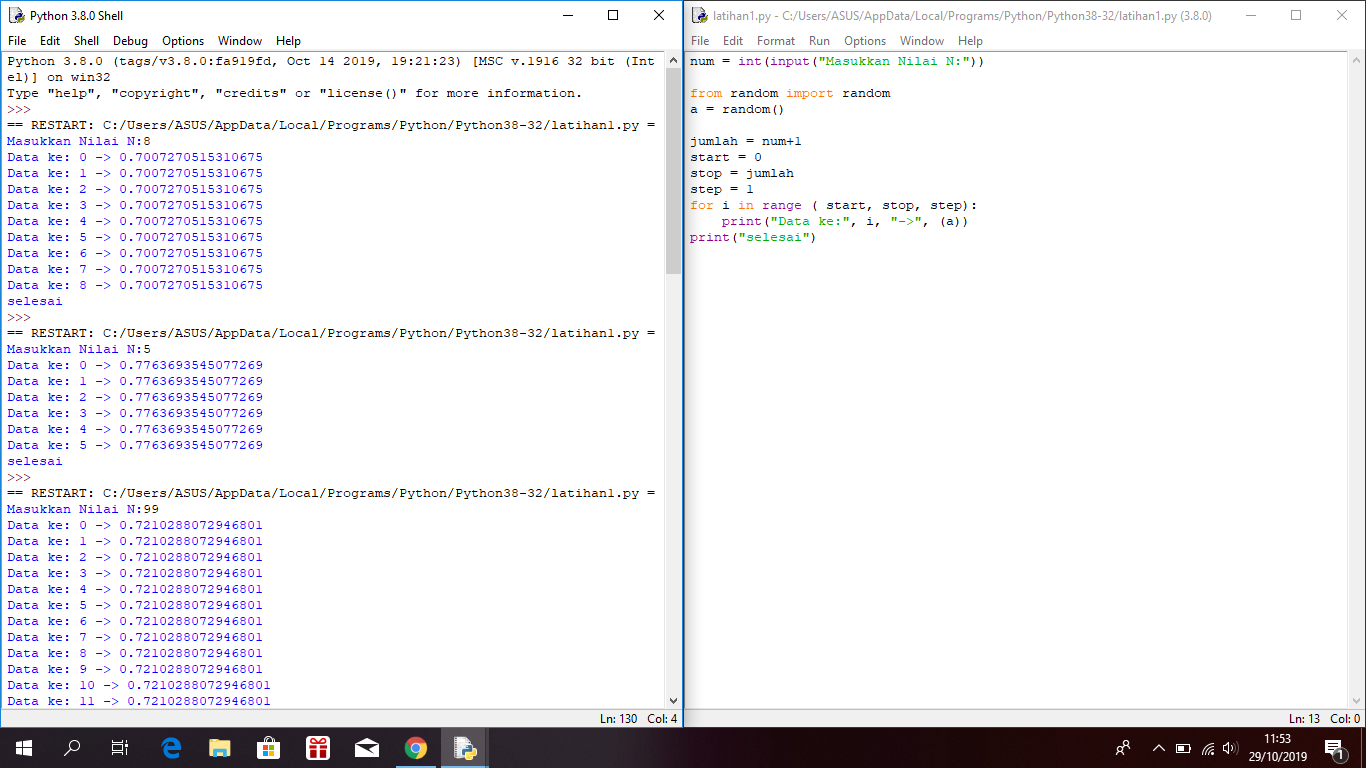 Python 3.8.0 Shell
File Edit Shell Debug Options Window Help
Python 3.8.0 (tags/v3.8.0:fa919fd, Oct 14 2019, 19:21:23) [MSC v.1916 32 bit (Int
el)] on win32
Type "help", "copyright", "credits" or "license()" for more information.
>>>
== RESTART: C:/Users/ASUS/AppData/Local/Programs/Python/Python38-32/latihan1.py =
Masukkan Nilai N:8
Data ke: 0 -> 0.7007270515310675
Data ke: 1 -> 0.7007270515310675
Data ke: 2 -> 0.7007270515310675
Data ke: 3 -> 0.7007270515310675
Data ke: 4 -> 0.7007270515310675
Data ke: 5 -> 0.7007270515310675
Data ke: 6 -> 0.7007270515310675
Data ke: 7 -> 0.7007270515310675
Data ke: 8 -> 0.7007270515310675
selesai
>>>
== RESTART: C:/Users/ASUS/AppData/Local/Programs/Python/Python38-32/latihan1.py =
Masukkan Nilai N:5
Data ke: 0 -> 0.7763693545077269
Data ke: 1 -> 0.7763693545077269
Data ke: 2 -> 0.7763693545077269
Data ke: 3 -> 0.7763693545077269
Data ke: 4 -> 0.7763693545077269
Data ke: 5 -> 0.7763693545077269
selesai
>>>
== RESTART: C:/Users/ASUS/AppData/Local/Programs/Python/Python38-32/latihan1.py =
Masukkan Nilai N:99
Data ke: 0 -> 0.7210288072946801
Data ke: 1 -> 0.7210288072946801
Data ke: 2 -> 0.7210288072946801
Data ke: 3 -> 0.7210288072946801
Data ke: 4 -> 0.7210288072946801
Data ke: 5 -> 0.7210288072946801
Data ke: 6 -> 0.7210288072946801
Data ke: 7 -> 0.7210288072946801
Data ke: 8 -> 0.7210288072946801
Data ke: 9 -> 0.7210288072946801
Data ke: 10 -> 0.7210288072946801
Data ke: 11 -> 0.7210288072946801
Ln: 130 Col: 4
latihan1.py - C:/Users/ASUS/AppData/Local/Programs/Python/Python38-32/latihan1.py (3.8.0)
File Edit Format Run Options Window Help
num = int(input("Masukkan Nilai N:"))
from random import random
a = random()
jumlah = num+1
start = 0
stop = jumlah
step = 1
for i in range ( start, stop, step):
    print("Data ke:", i, "->", (a))
print("selesai")
Ln: 13 Col: 0
11:53
29/10/2019
1